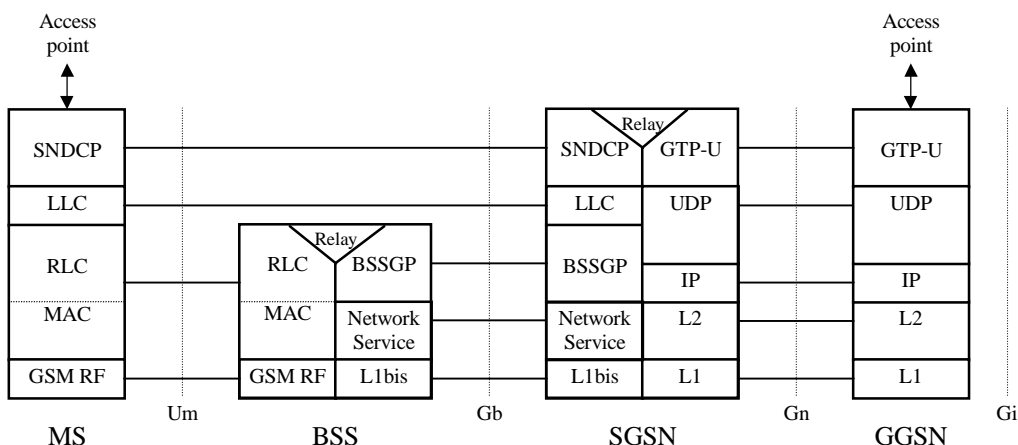 Access
point
Access
point
Relay
SNDCP
SNDCP
GTP-U
GTP-U
LLC
LLC
UDP
UDP
Relay
RLC
RLC
BSSGP
BSSGP
IP
IP
MAC
MAC
Network
Service
Network
Service
L2
L2
GSM RF
GSM RF
L1bis
L1bis
L1
L1
Um
Gb
Gn
Gi
MS
BSS
SGSN
GGSN